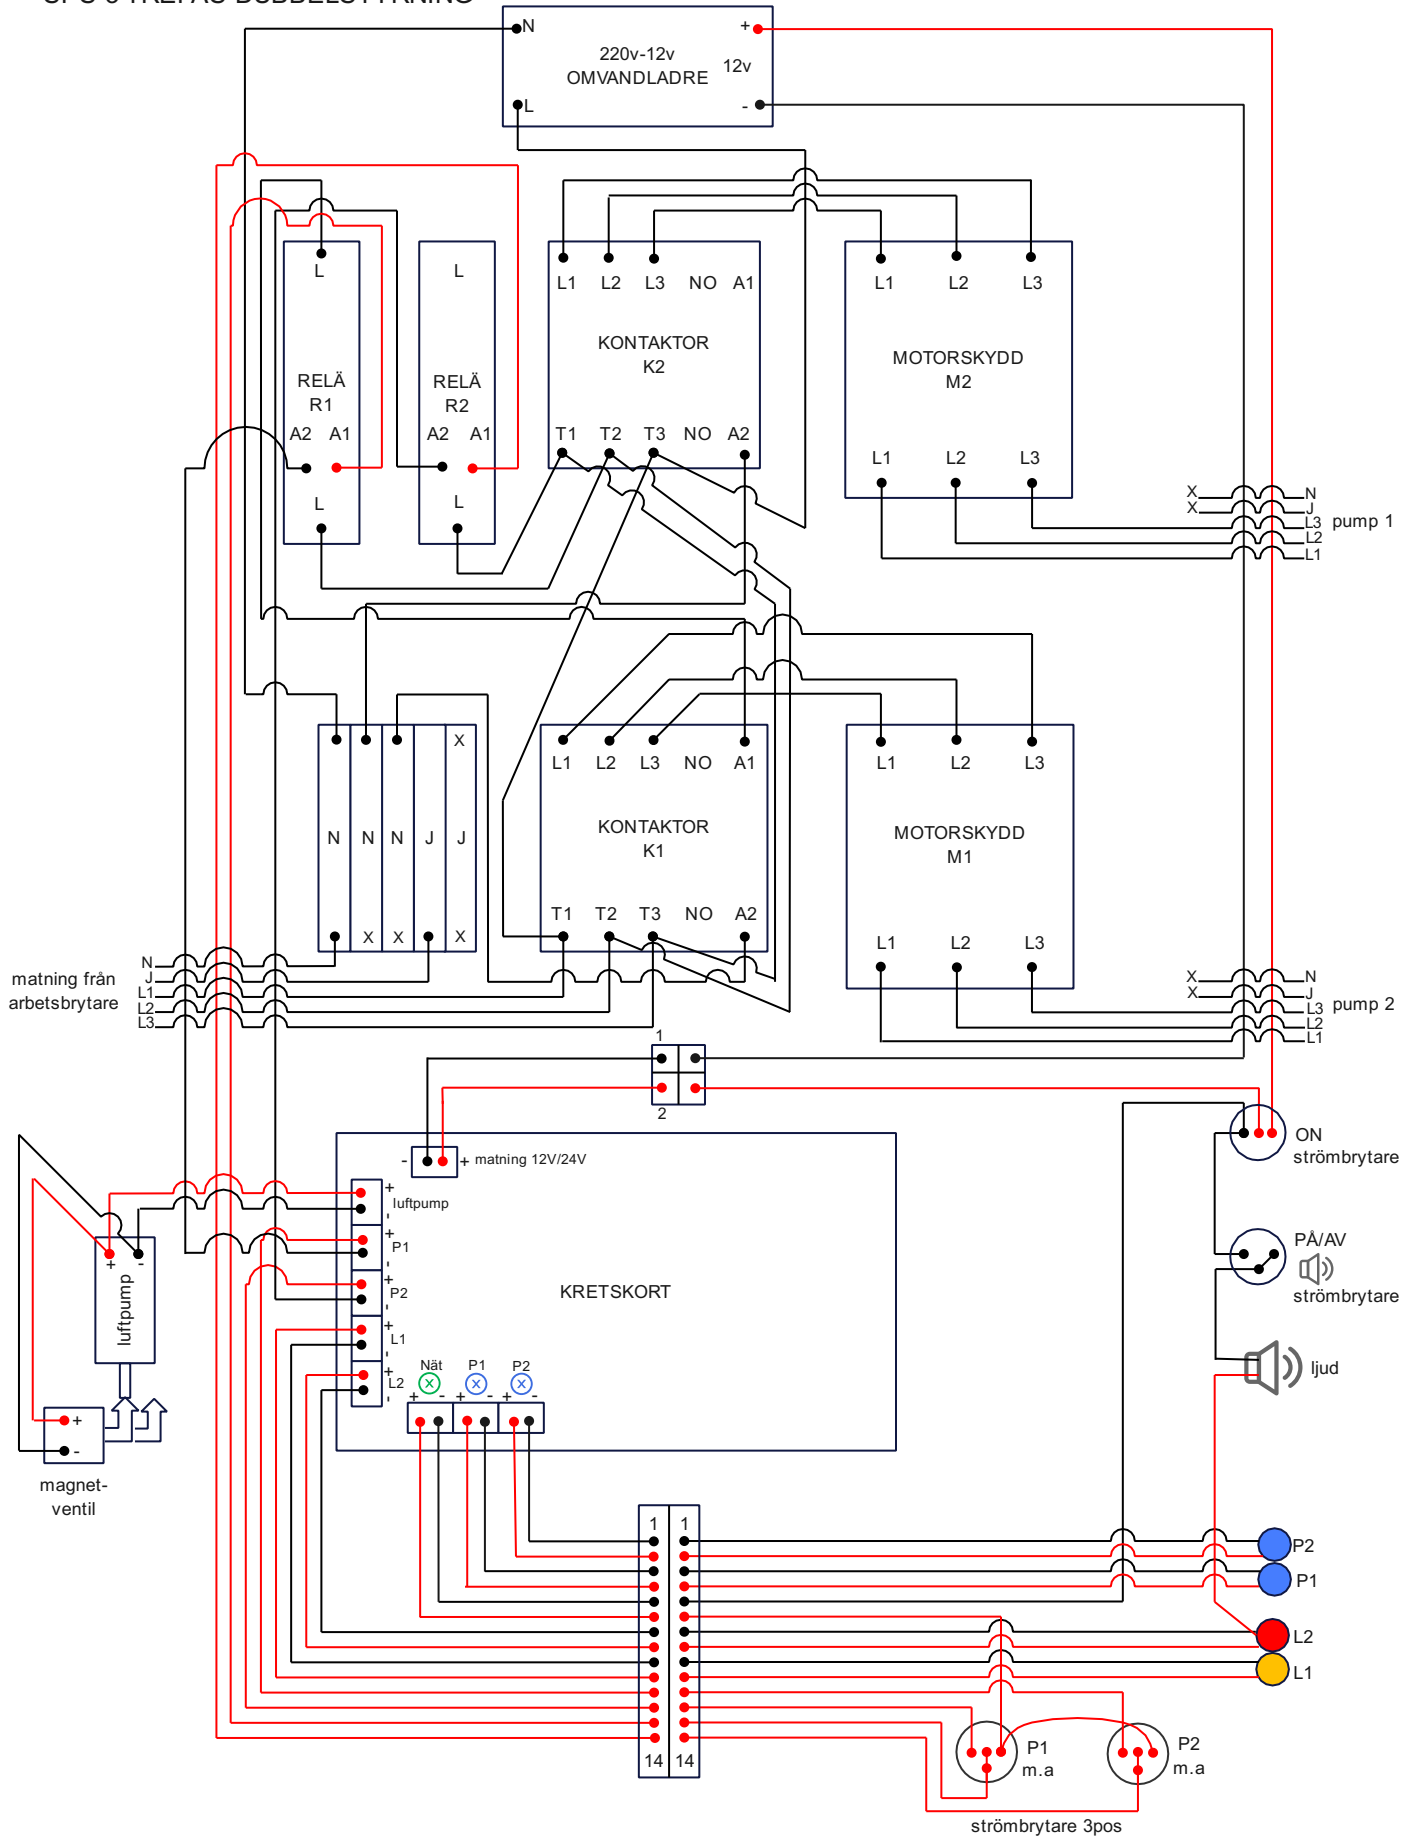 N
+
220v-12v
12v
OMVANDLADRE
L
-
L
L
L1 L2 L3 NO A1
L1 L2 L3
KONTAKTOR
K2
MOTORSKYDD
M2
RELÄ
R1
RELÄ
R2
A2 A1
A2 A1
T1 T2 T3 NO A2
L
L
L1 L2 L3
X N
X J
L3
L2
L1
pump 1
X
L1 L2 L3 NO A1
L1 L2 L3
N N N J J
KONTAKTOR
K1
MOTORSKYDD
M1
X X X
T1 T2 T3 NO A2
L1 L2 L3
matning från
arbetsbrytare
N
J
L1
L2
L3
X N
X J
L3
L2
L1
pump 2
1
2
- + matning 12V/24V
ON
strömbrytare
+
luftpump
-
+
P1
-
+
P2
-
+
L1
-
+
L2
-
KRETSKORT
PÅ/AV
strömbrytare
+ -
luftpump
Nät P1 P2
X X X
+ - + - + -
ljud
+
-
magnet-
ventil
1 1
14 14
P2
P1
L2
L1
P1
m.a
P2
m.a
strömbrytare 3pos